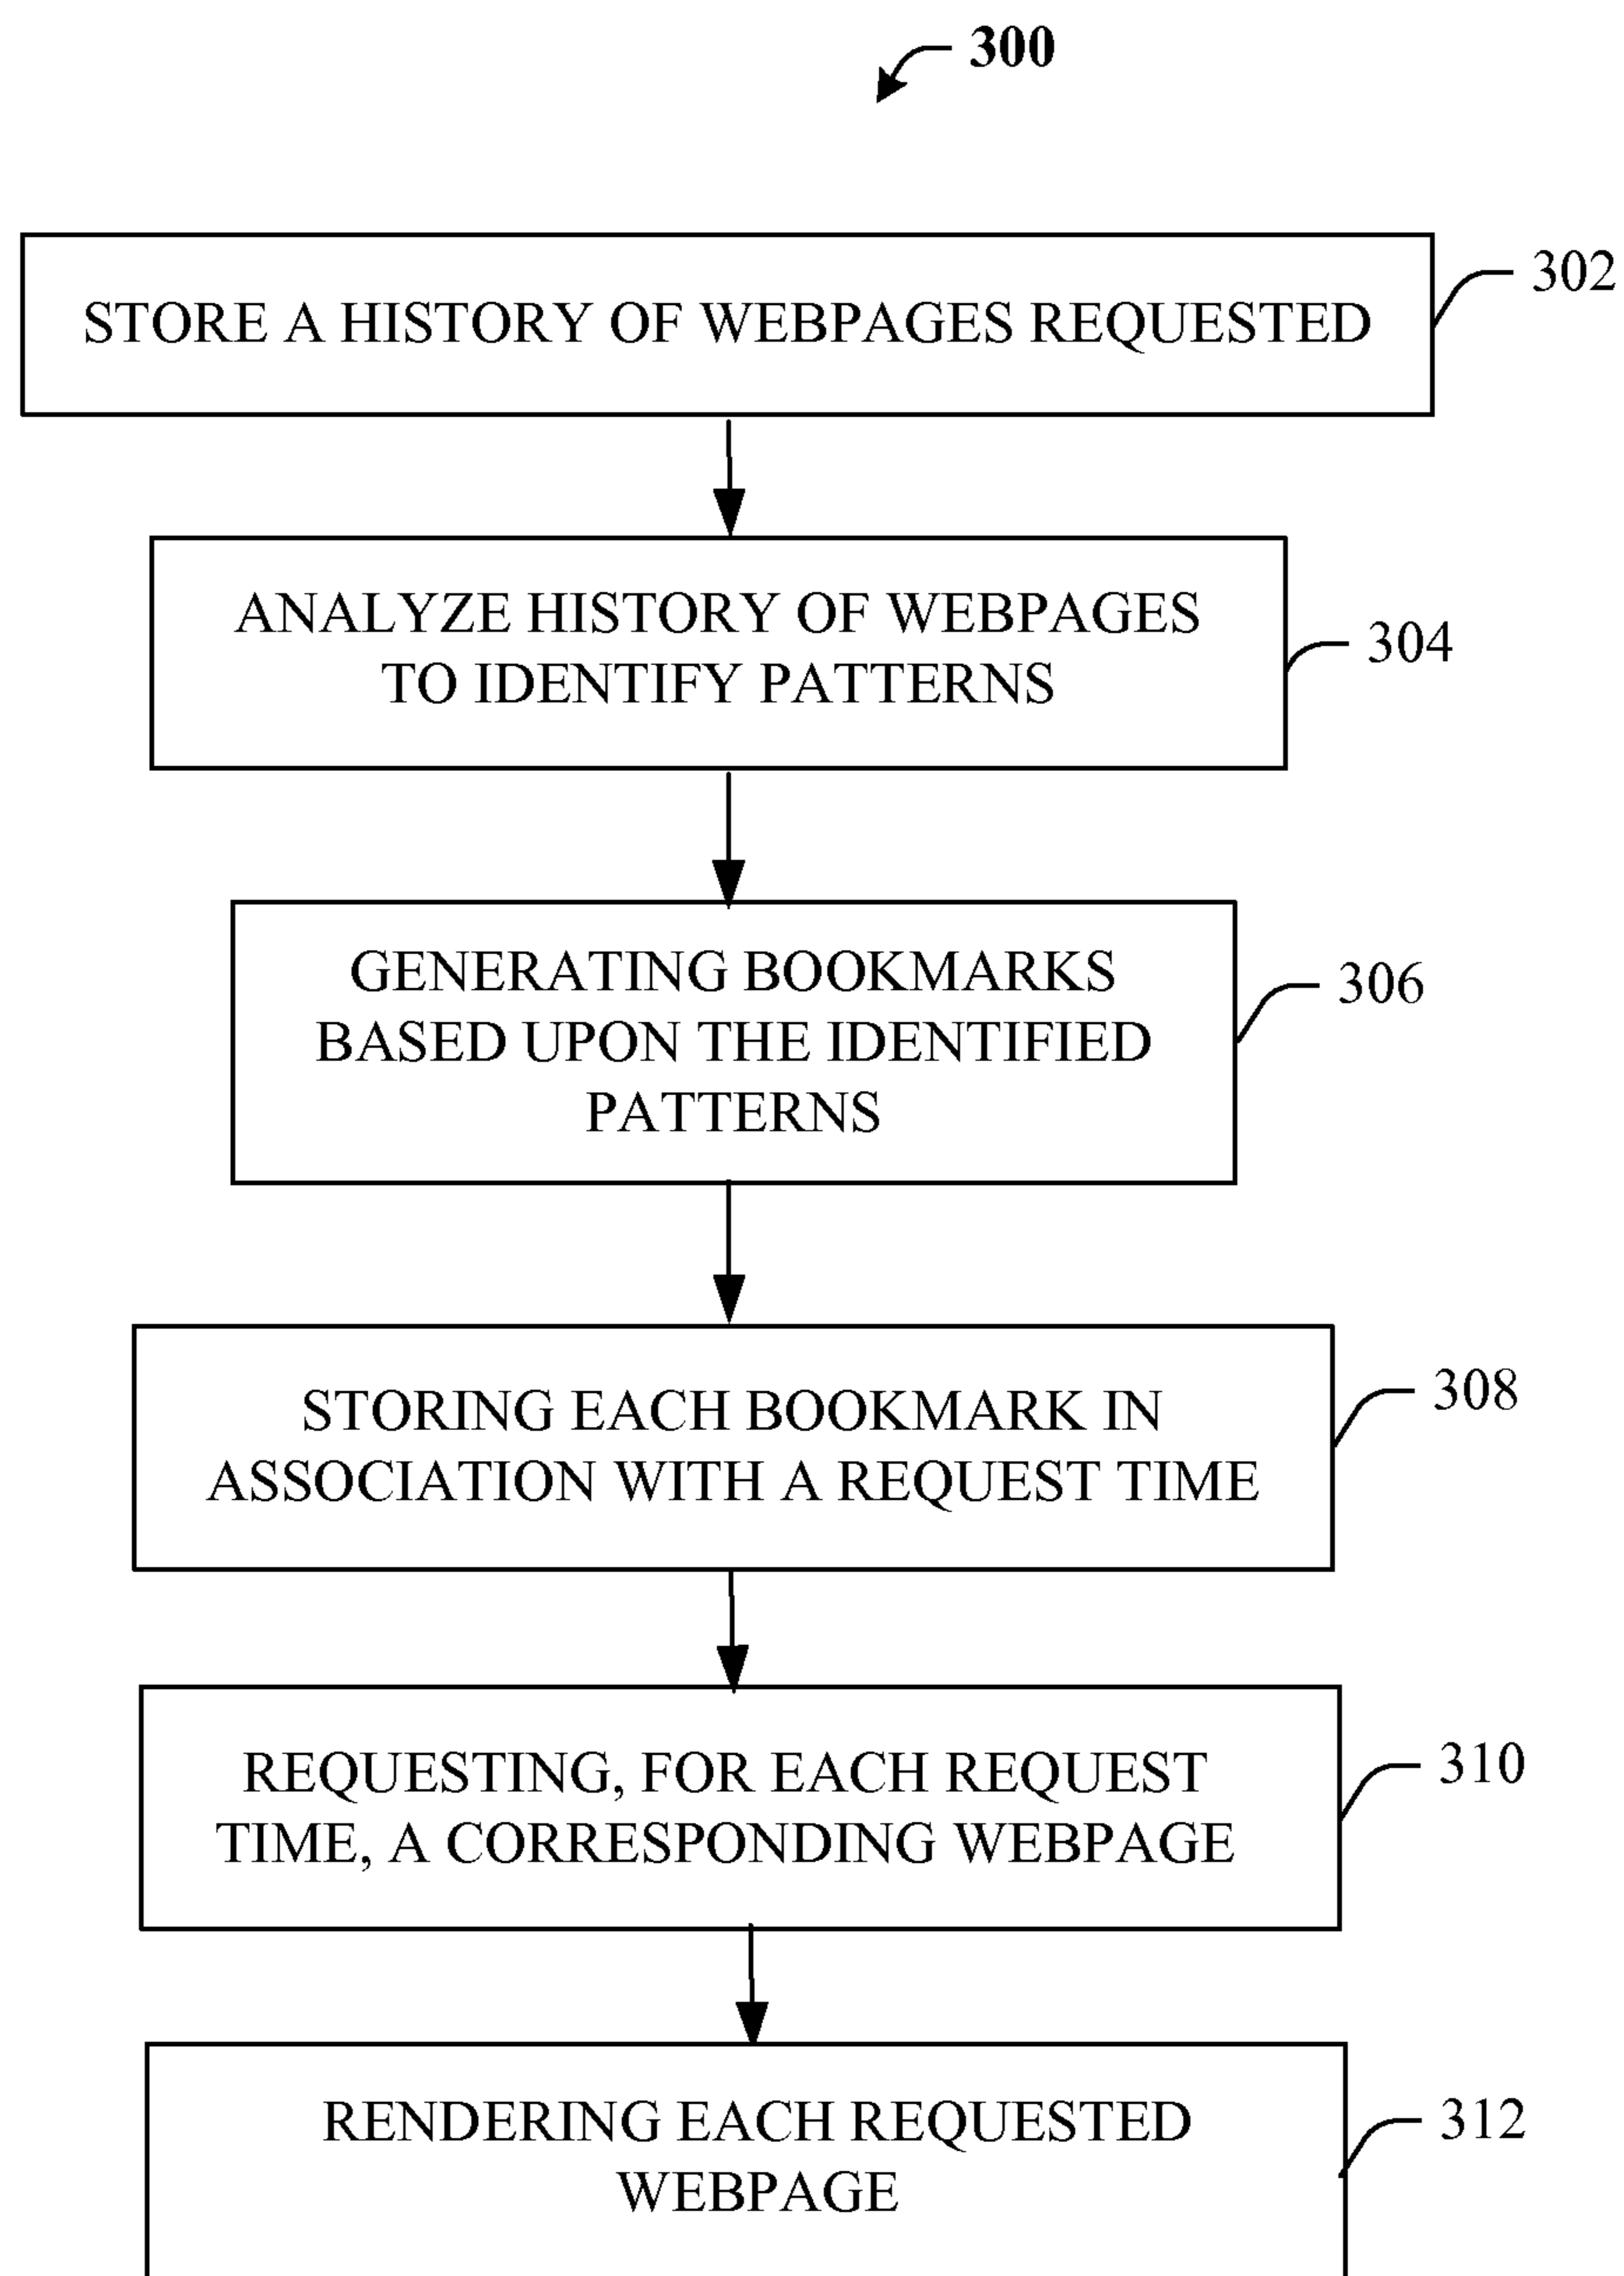 300
STORE A HISTORY OF WEBPAGES REQUESTED
302
ANALYZE HISTORY OF WEBPAGES
TO IDENTIFY PATTERNS
304
GENERATING BOOKMARKS
BASED UPON THE IDENTIFIED
PATTERNS
306
STORING EACH BOOKMARK IN
ASSOCIATION WITH A REQUEST TIME
308
REQUESTING, FOR EACH REQUEST
TIME, A CORRESPONDING WEBPAGE
310
RENDERING EACH REQUESTED
WEBPAGE
312